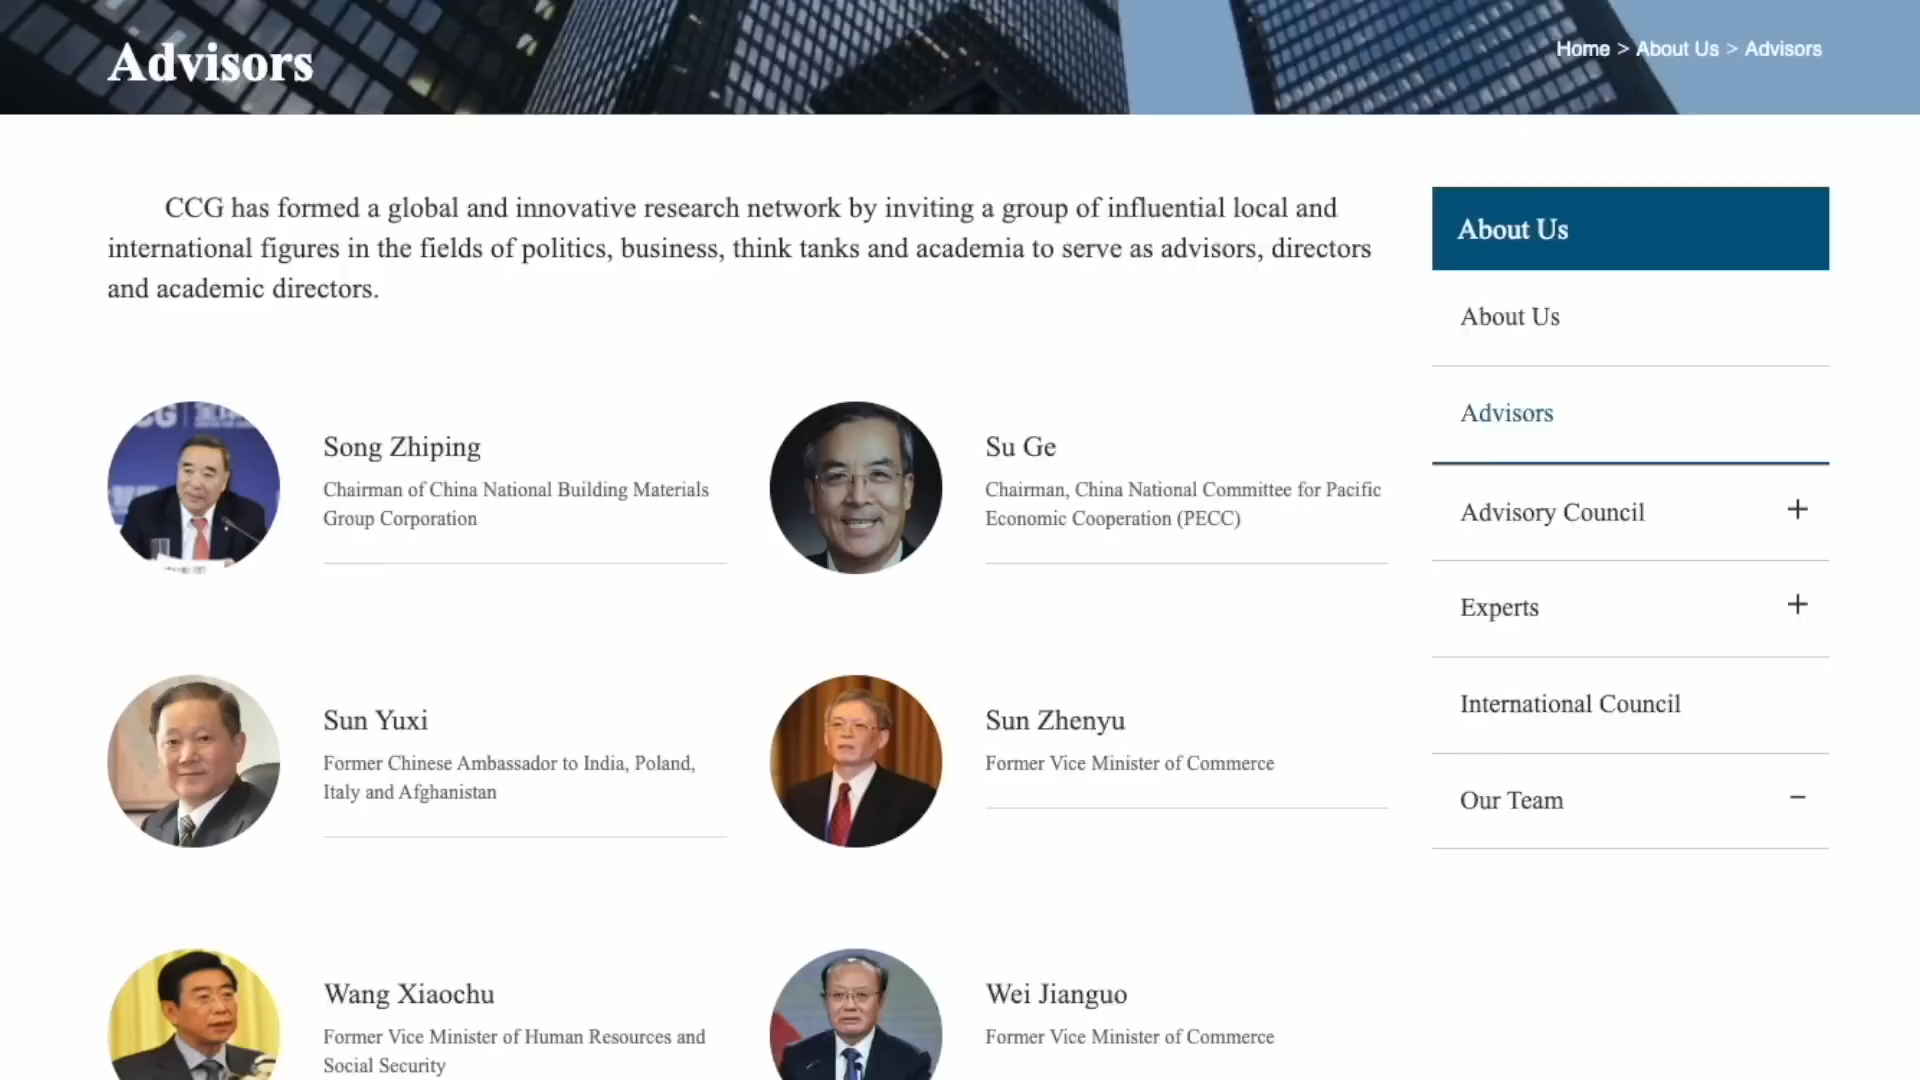 Advisors
Home > About Us > Advisors
CCG has formed a global and innovative research network by inviting a group of influential local and
international figures in the fields of politics, business, think tanks and academia to serve as advisors, directors
and academic directors.
Song Zhiping
Chairman of China National Building Materials
Group Corporation
Su Ge
Chairman, China National Committee for Pacific
Economic Cooperation (PECC)
Sun Yuxi
Former Chinese Ambassador to India, Poland,
Italy and Afghanistan
Sun Zhenyu
Former Vice Minister of Commerce
Wang Xiaochu
Former Vice Minister of Human Resources and
Social Security
Wei Jianguo
Former Vice Minister of Commerce
About Us
About Us
Advisors
Advisory Council +
Experts +
International Council
Our Team −